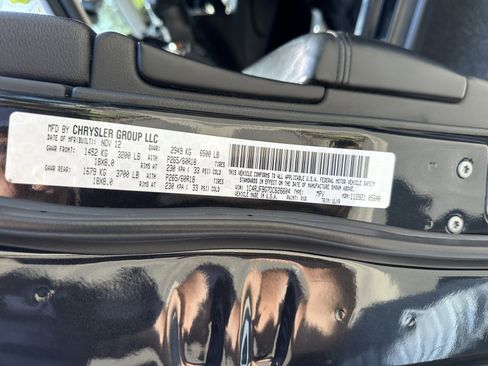 MFD BY CHRYSLER GROUP LLC
DATE OF MFR(BUILT): NOV 12 GVWR: 2949 KG 6500 LB
GAWR FRONT: 1452 KG 3200 LB WITH P265/60R18 TIRES
18X8.0 RIMS AT 230 KPA ( 33 PSI) COLD
GAWR REAR: 1679 KG 3700 LB WITH P265/60R18 TIRES
18X8.0 RIMS AT 230 KPA ( 33 PSI) COLD
THIS VEHICLE CONFORMS TO ALL APPLICABLE U.S.A. FEDERAL MOTOR VEHICLE SAFETY
STANDARDS IN EFFECT ON THE DATE OF MANUFACTURE SHOWN ABOVE.
TYPE: MPV
VEHICLE MADE IN U.S.A. PAINT: